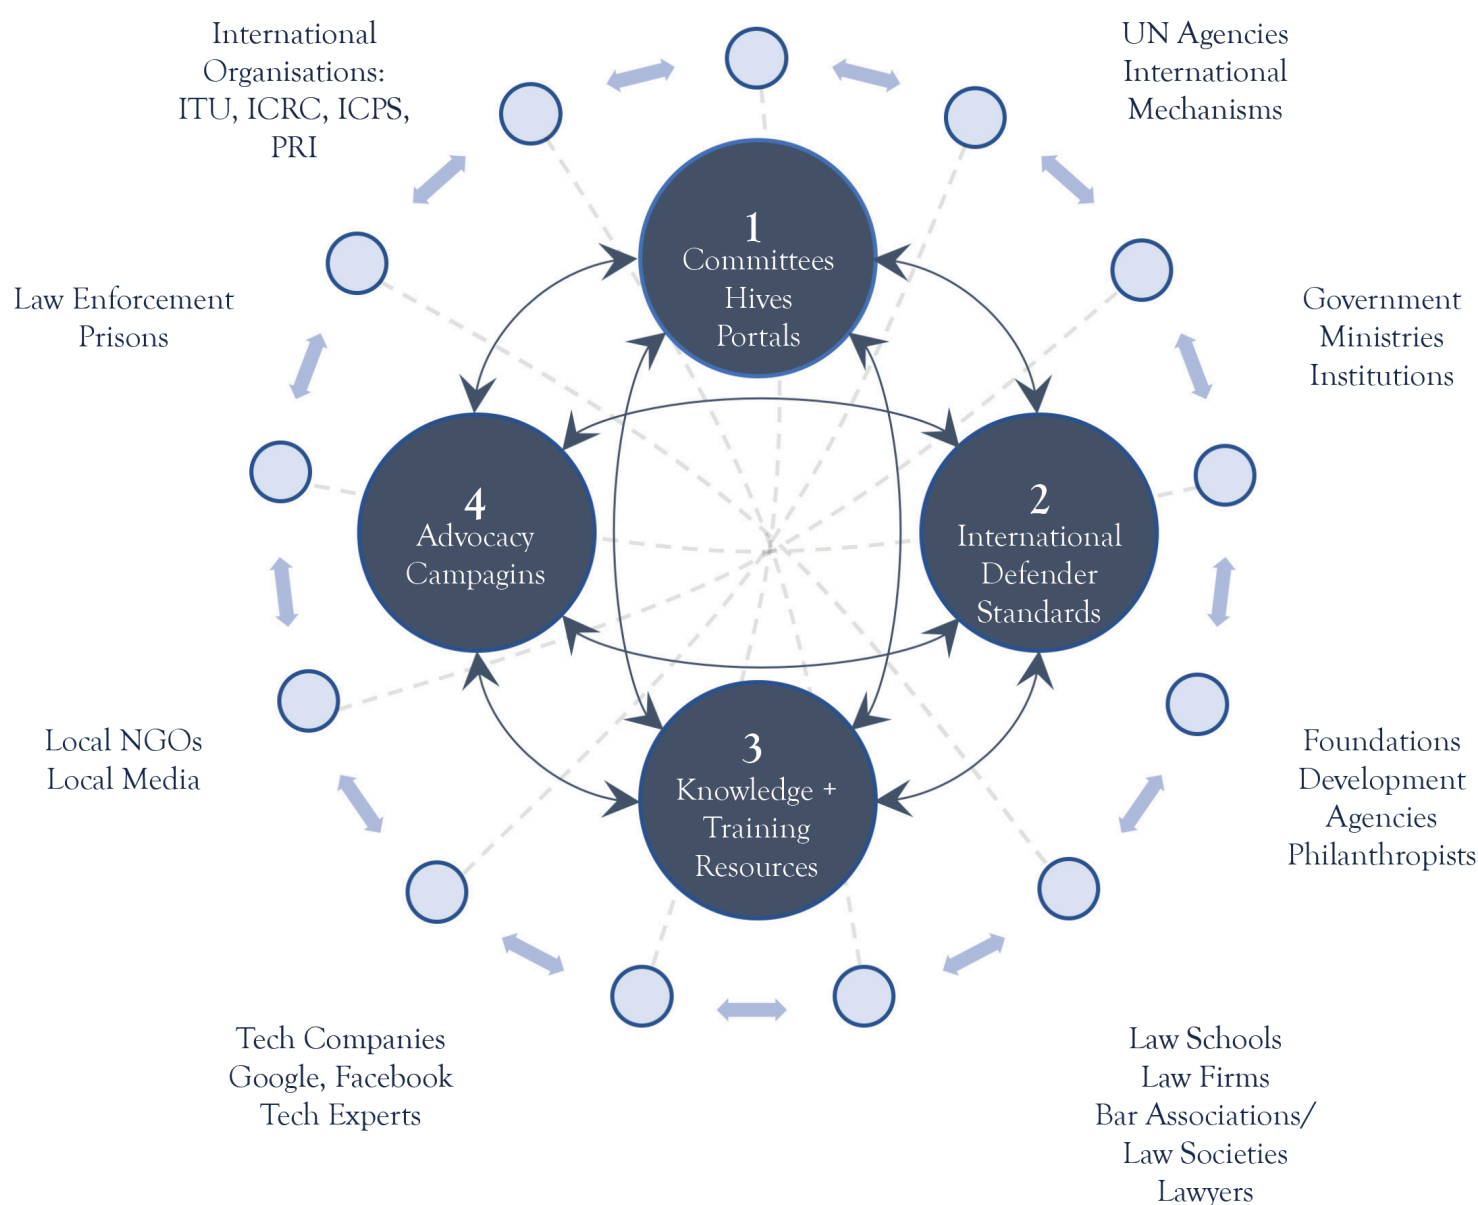 International
Organisations:
ITU, ICRC, ICPS,
PRI
UN Agencies
International
Mechanisms
1
Committees
Hives
Portals
Law Enforcement
Prisons
Government
Ministries
Institutions
4
Advocacy
Campagins
2
International
Defender
Standards
3
Knowledge +
Training
Resources
Local NGOs
Local Media
Foundations
Development
Agencies
Philanthropists
Tech Companies
Google, Facebook
Tech Experts
Law Schools
Law Firms
Bar Associations/
Law Societies
Lawyers